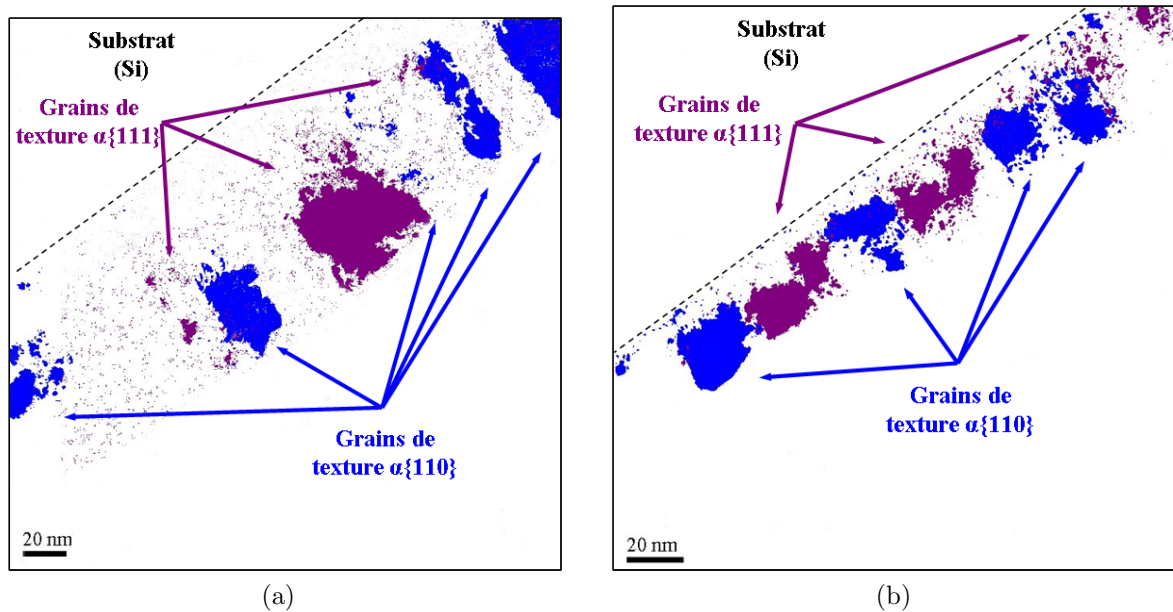 Substrat
(Si)
Grains de
texture α{111}
Grains de
texture α{110}
20 nm
(a)
Substrat
(Si)
Grains de
texture α{111}
Grains de
texture α{110}
20 nm
(b)